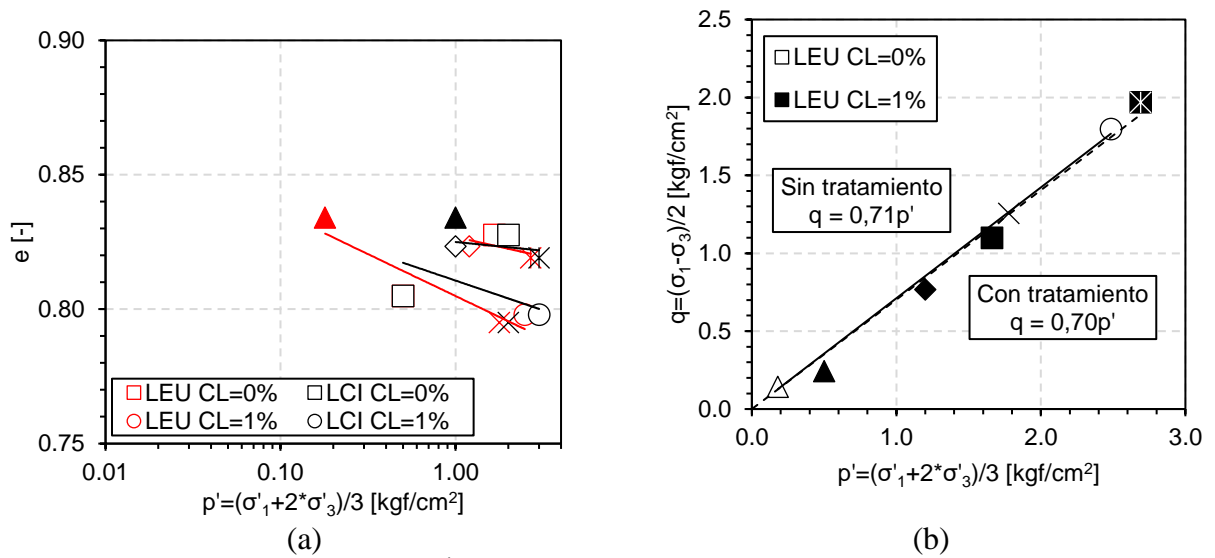 0.90
0.85
0.80
0.75
e [-]
□LEU CL=0% □LCI CL=0%
○LEU CL=1% ○LCI CL=1%
0.01 0.10 1.00
p'=(σ'1+2*σ'3)/3 [kgf/cm²]
(a)
2.5
2.0
1.5
1.0
0.5
0.0
q=(σ1-σ3)/2 [kgf/cm²]
□LEU CL=0%
■LEU CL=1%
Sin tratamiento
q = 0,71p'
Con tratamiento
q = 0,70p'
0.0 1.0 2.0 3.0
p'=(σ'1+2*σ'3)/3 [kgf/cm²]
(b)